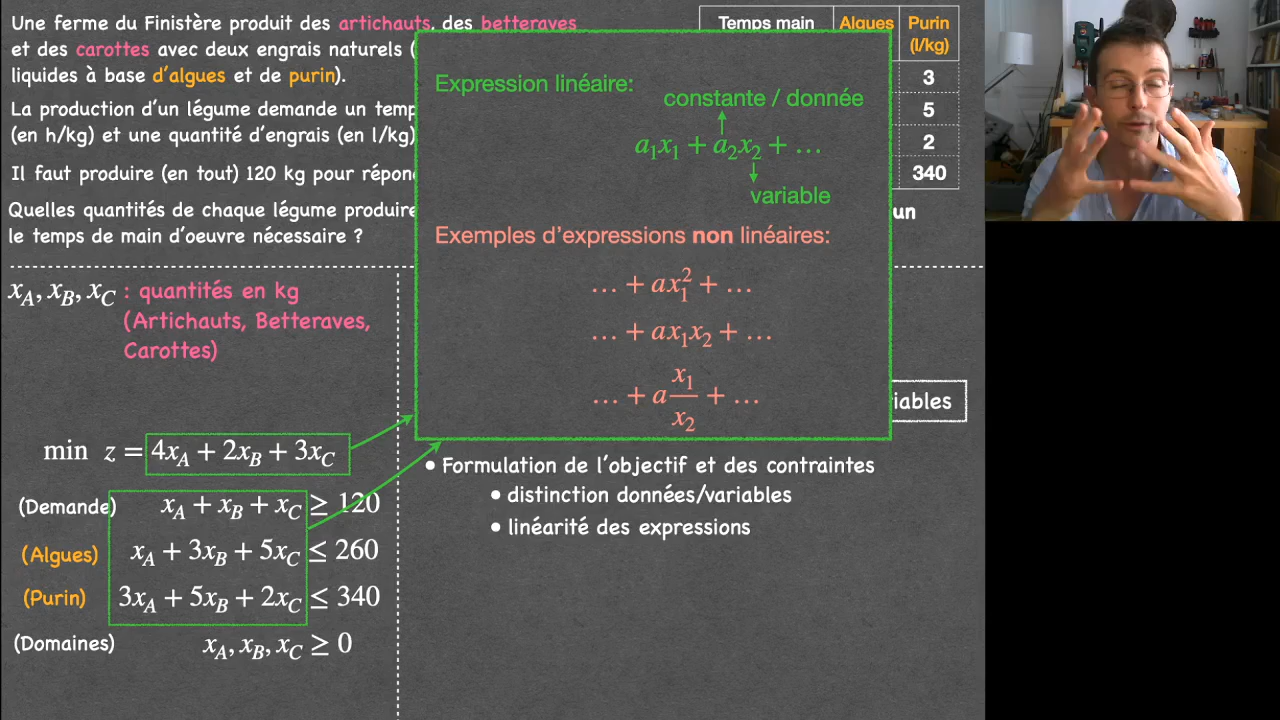 Une ferme du Finistère produit des artichauts, des betteraves
et des carottes avec deux engrais naturels (
liquides à base d'algues et de purin).
La production d'un légume demande un temp
(en h/kg) et une quantité d'engrais (en l/kg)
Il faut produire (en tout) 120 kg pour répon
Quelles quantités de chaque légume produire
le temps de main d'oeuvre nécessaire ?
Temps main Algues Purin
(l/kg)
3
5
2
340
un
Expression linéaire:
constante / donnée
a₁x₁ + a₂x₂ + …
variable
Exemples d'expressions non linéaires:
… + ax₁² + …
… + ax₁x₂ + …
… + a x₁/x₂ + …
x_A, x_B, x_C : quantités en kg
(Artichauts, Betteraves,
Carottes)
min z = 4x_A + 2x_B + 3x_C
(Demande) x_A + x_B + x_C ≥ 120
(Algues) x_A + 3x_B + 5x_C ≤ 260
(Purin) 3x_A + 5x_B + 2x_C ≤ 340
(Domaines) x_A, x_B, x_C ≥ 0
iables
• Formulation de l'objectif et des contraintes
• distinction données/variables
• linéarité des expressions